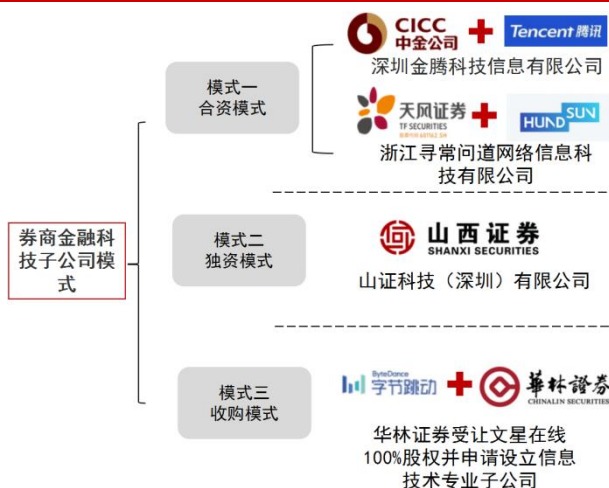 CICC
中金公司
Tencent 腾讯
深圳金腾科技信息有限公司
模式一
合资模式
天风证券
TF SECURITIES
HUNDSUN
浙江寻常问道网络信息科
技有限公司
券商金融科
技子公司模
式
模式二
独资模式
山西证券
SHANXI SECURITIES
山证科技（深圳）有限公司
模式三
收购模式
ByteDance
字节跳动
華林證券
CHINALIN SECURITIES
华林证券受让文星在线
100%股权并申请设立信息
技术专业子公司